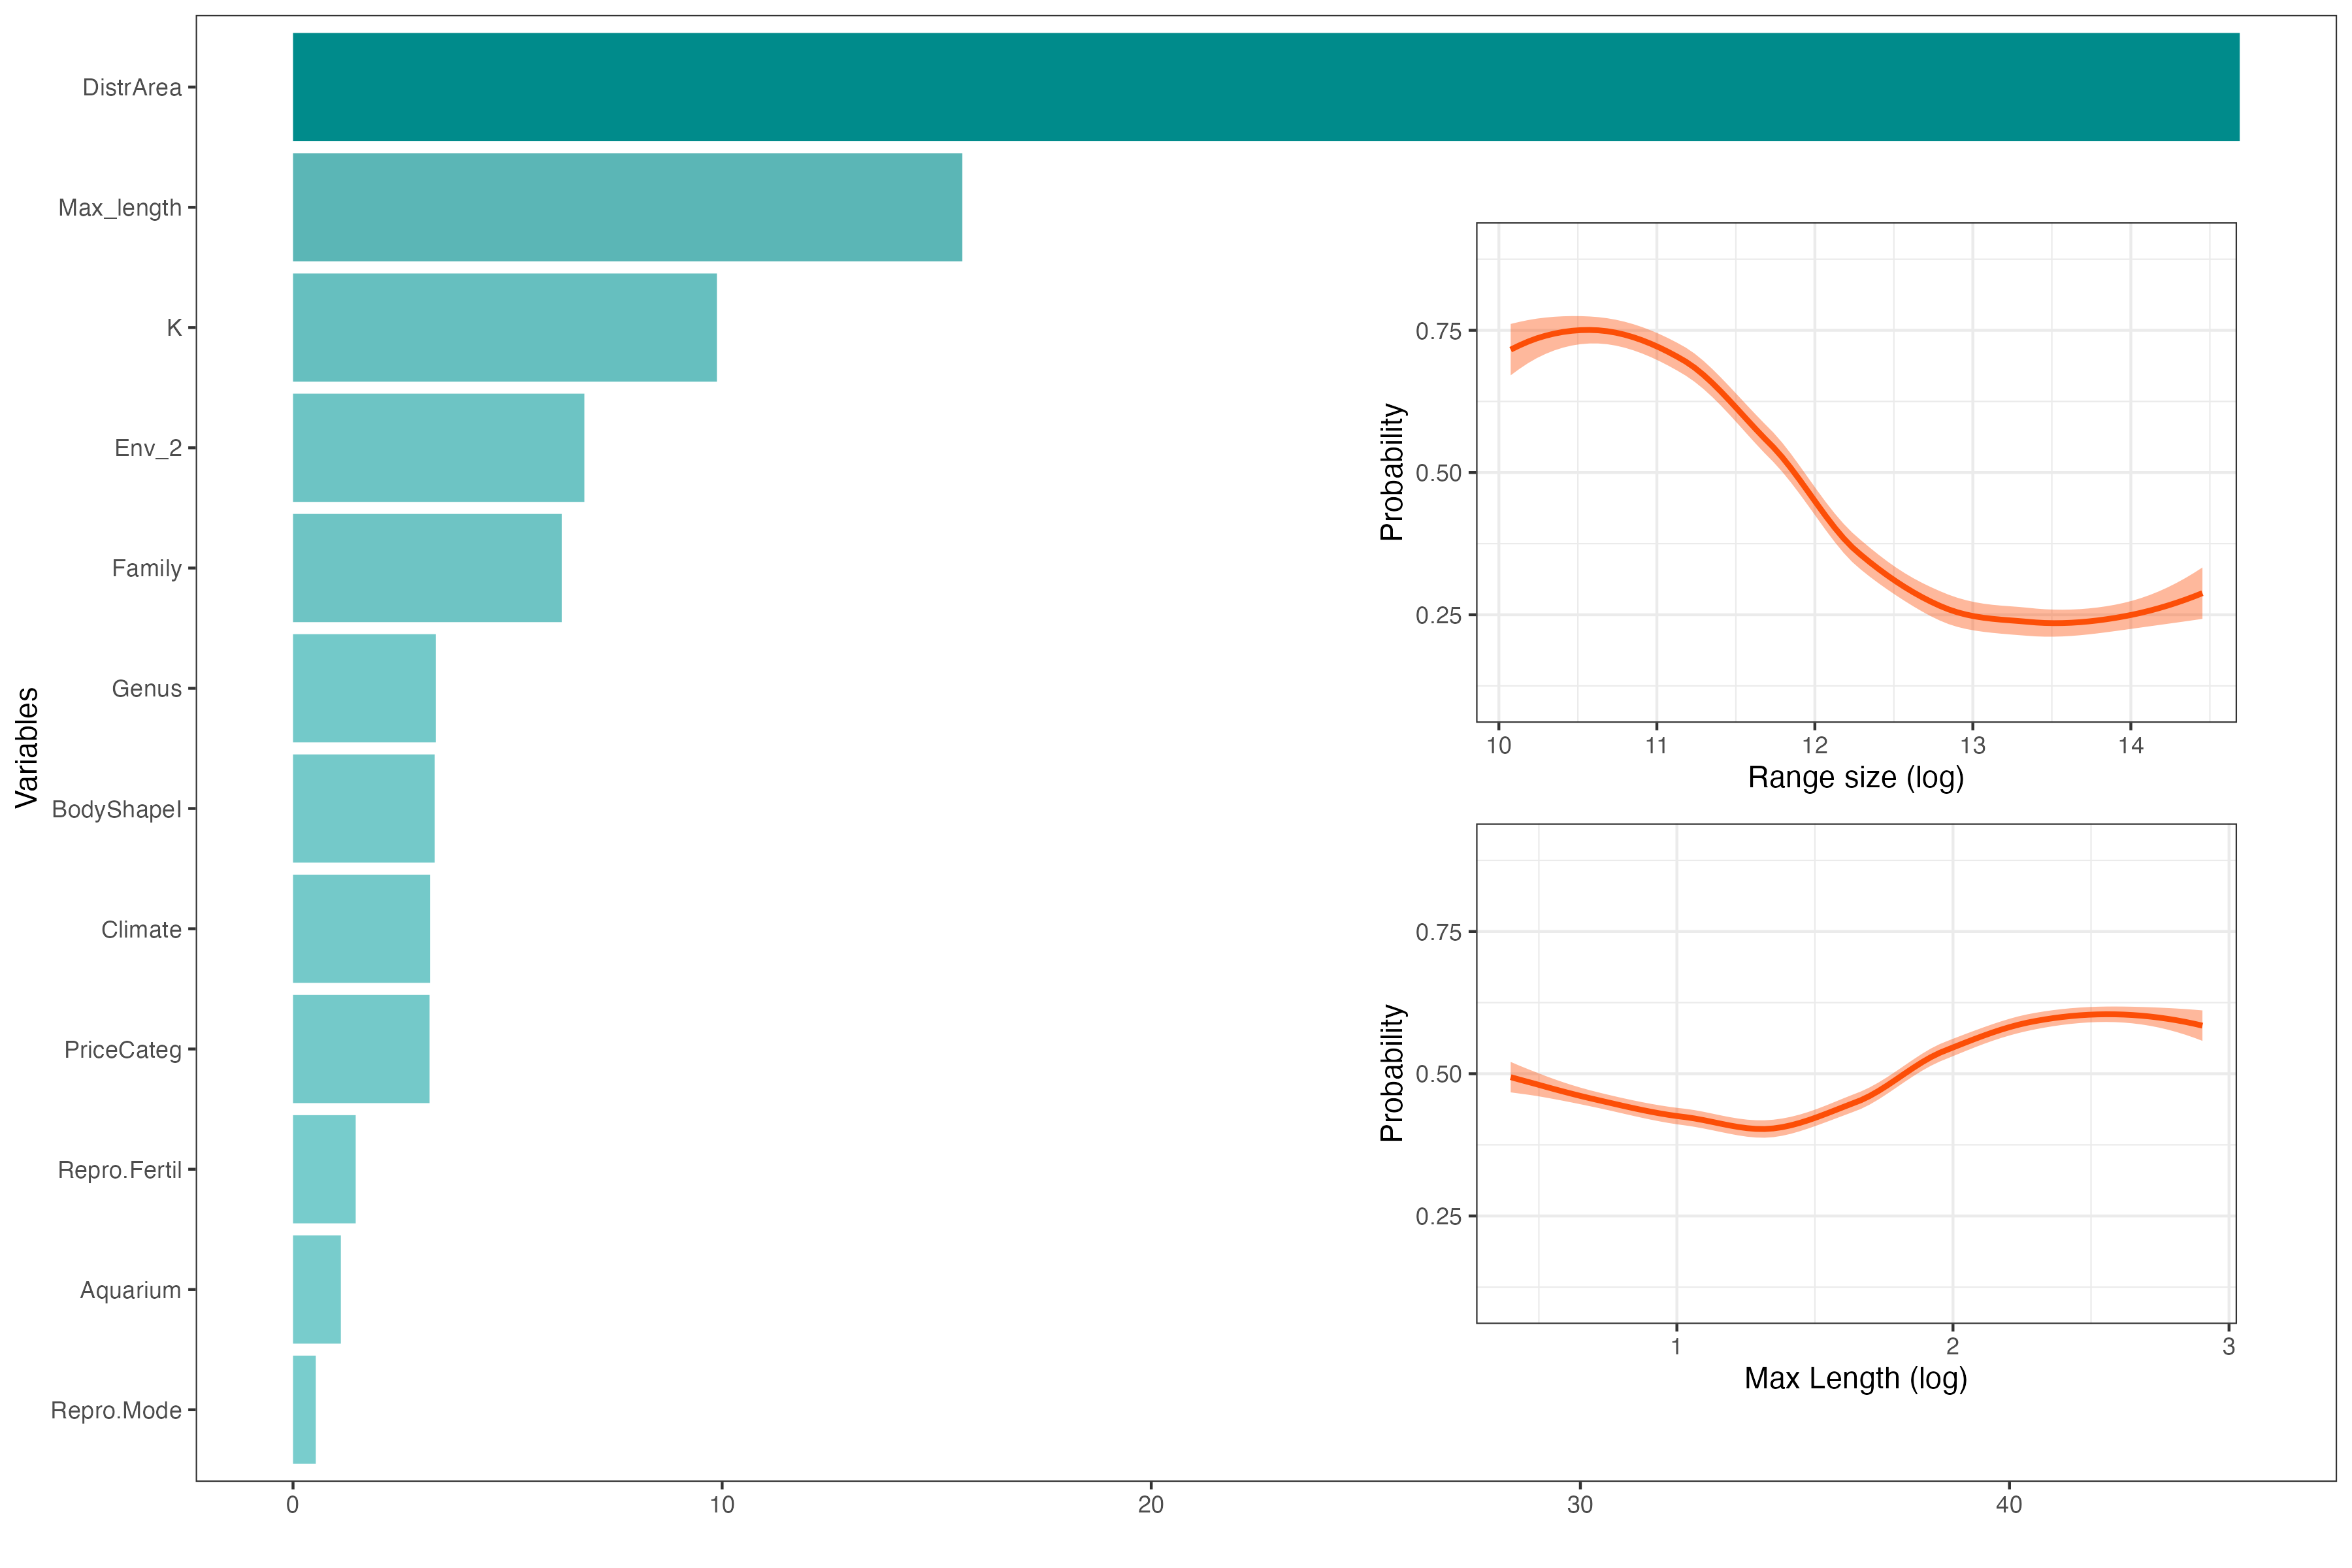 Variables
DistrArea
Max_length
K
Env_2
Family
Genus
BodyShapeI
Climate
PriceCateg
Repro.Fertil
Aquarium
Repro.Mode
0 10 20 30 40
Probability
0.75
0.50
0.25
10 11 12 13 14
Range size (log)
Probability
0.75
0.50
0.25
1 2 3
Max Length (log)